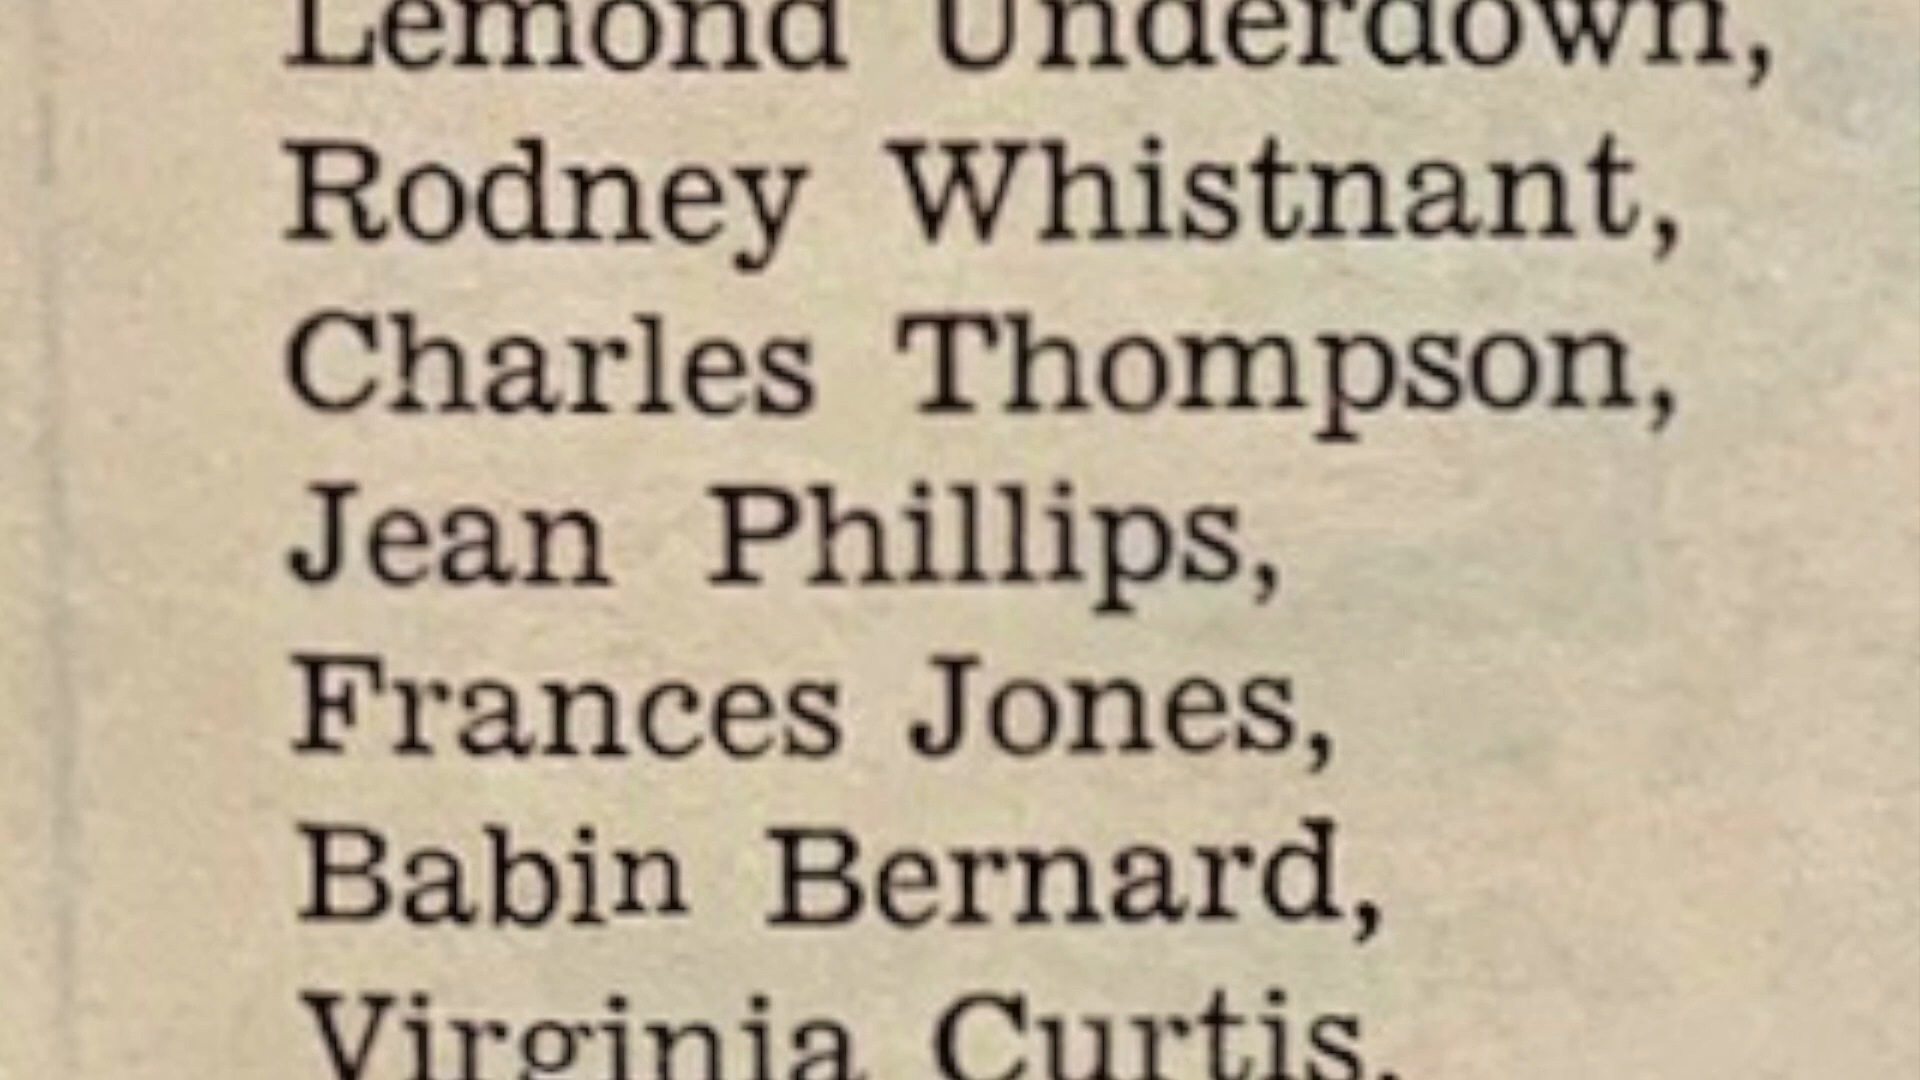 Lemond Underdown,
Rodney Whistnant,
Charles Thompson,
Jean Phillips,
Frances Jones,
Babin Bernard,
Virginia Curtis,